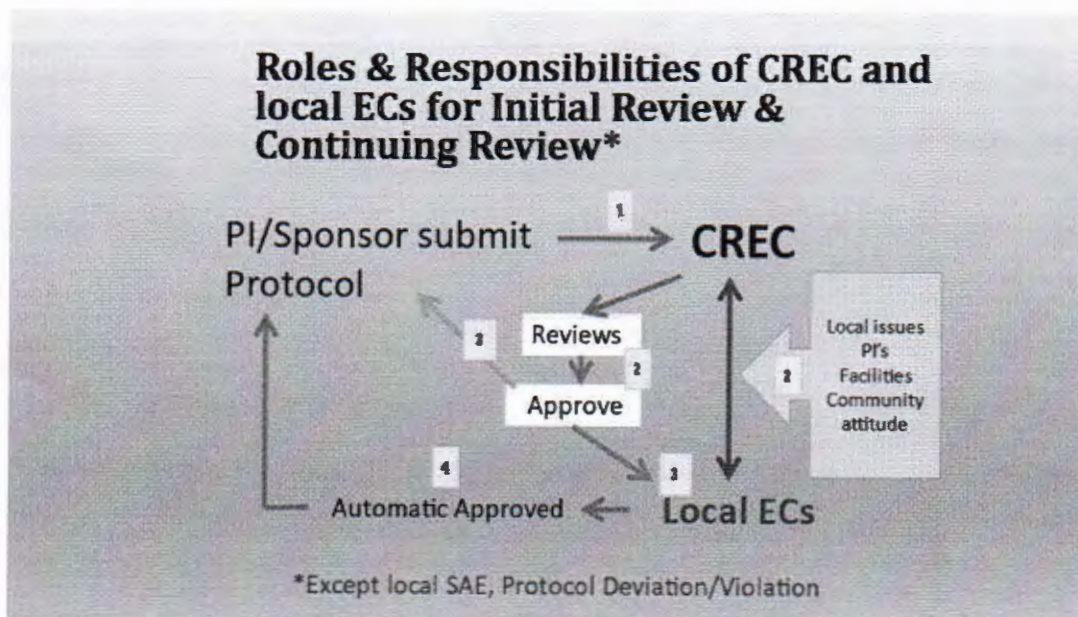 Roles & Responsibilities of CREC and
local ECs for Initial Review &
Continuing Review*
1
PI/Sponsor submit
Protocol
CREC
Reviews
2
3
Approve
2
Local issues
PI's
Facilities
Community
attitude
4
3
Automatic Approved
Local ECs
*Except local SAE, Protocol Deviation/Violation